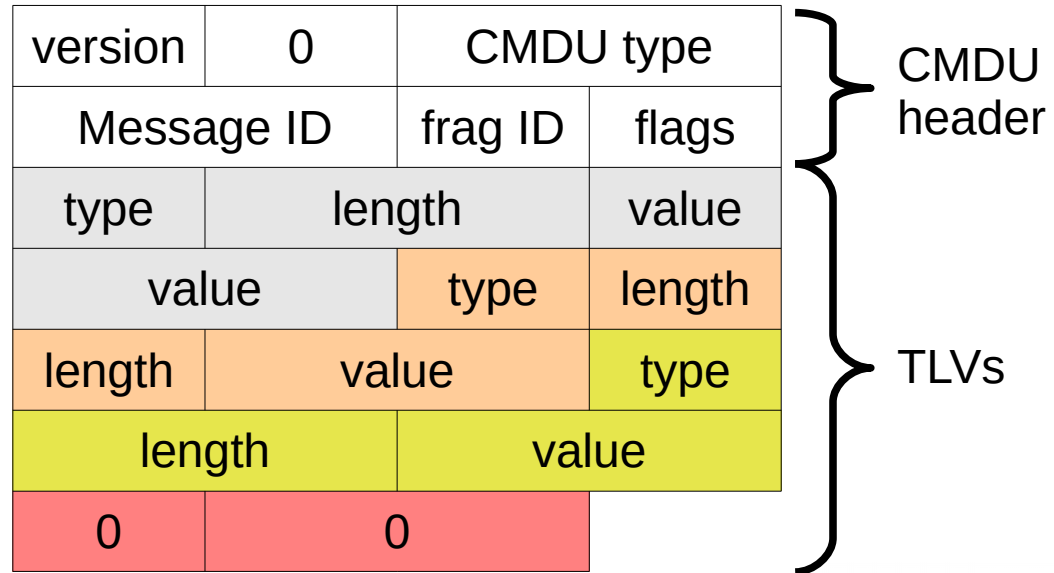 version 0 CMDU type
Message ID frag ID flags
type length value
value type length
length value type
length value
0 0
CMDU
header
TLVs